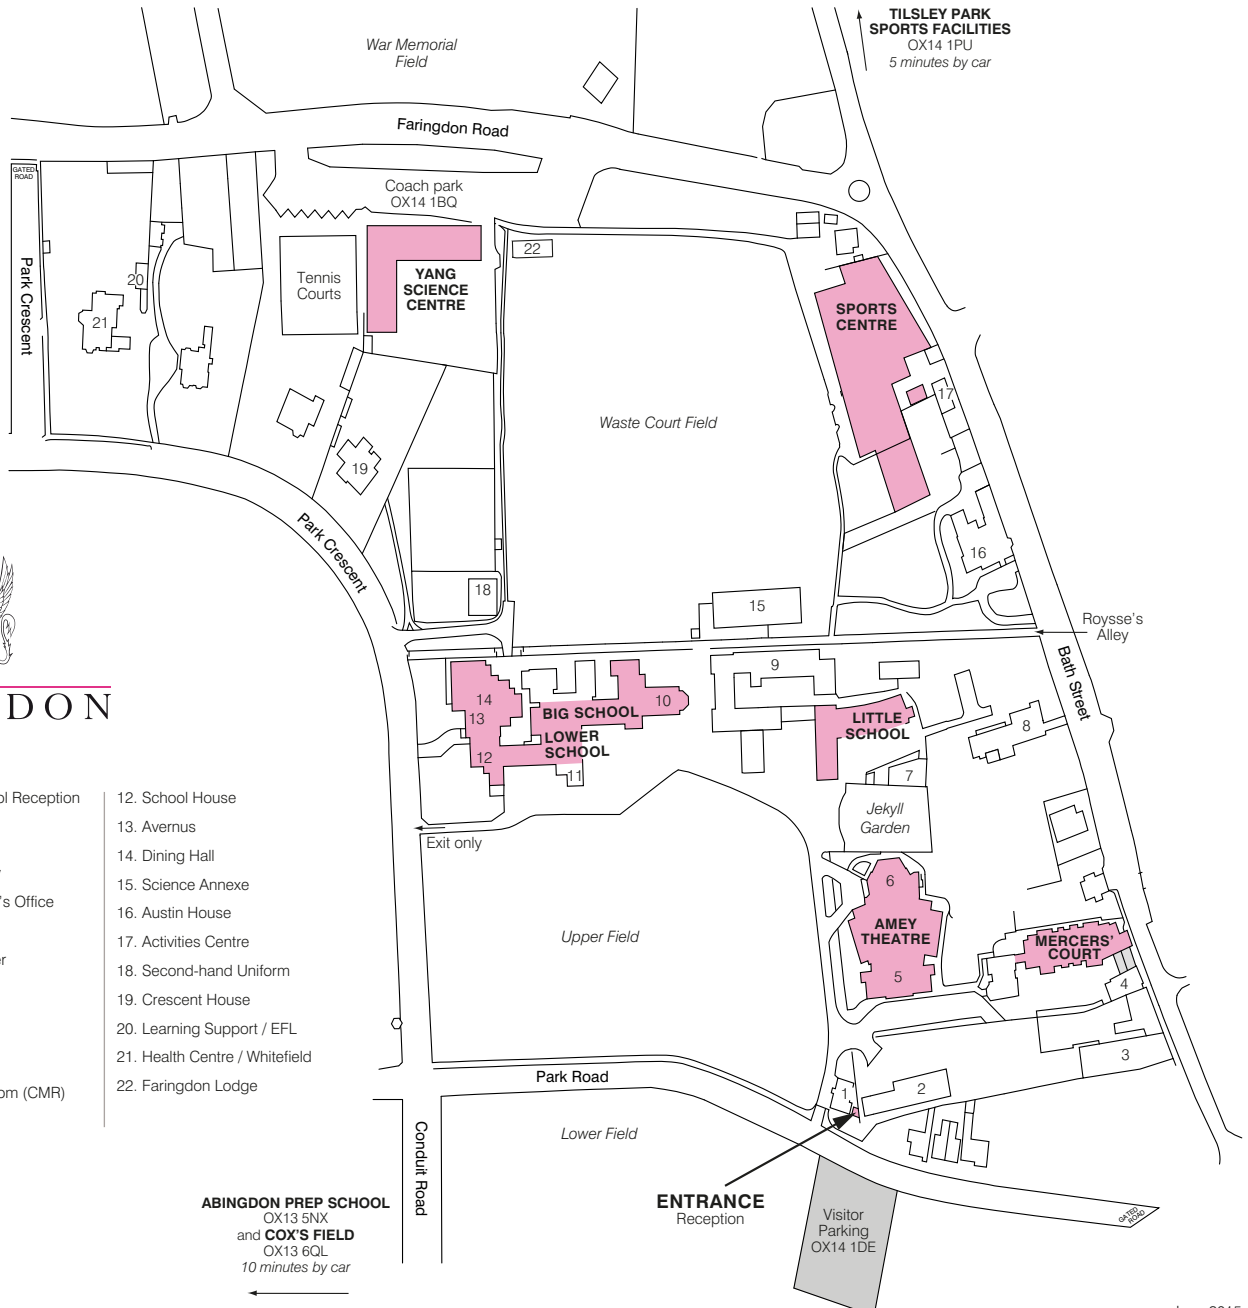 TILSLEY PARK
SPORTS FACILITIES
OX14 1PU
5 minutes by car
War Memorial
Field
Faringdon Road
GATED
ROAD
Coach park
OX14 1BQ
22
Park Crescent
20
21
Tennis
Courts
YANG
SCIENCE
CENTRE
SPORTS
CENTRE
17
Waste Court Field
19
Park Crescent
16
18
15
Roysse's
Alley
Bath Street
DON
9
14
13
10
BIG SCHOOL
LOWER
SCHOOL
12
11
LITTLE
SCHOOL
8
7
Jekyll
Garden
Exit only
6
AMEY
THEATRE
5
MERCERS'
COURT
4
3
Upper Field
ol Reception
's Office
er
om (CMR)
12. School House
13. Avernus
14. Dining Hall
15. Science Annexe
16. Austin House
17. Activities Centre
18. Second-hand Uniform
19. Crescent House
20. Learning Support / EFL
21. Health Centre / Whitefield
22. Faringdon Lodge
Park Road
1
2
Lower Field
Conduit Road
ENTRANCE
Reception
Visitor
Parking
OX14 1DE
GATED
ROAD
ABINGDON PREP SCHOOL
OX13 5NX
and COX'S FIELD
OX13 6QL
10 minutes by car